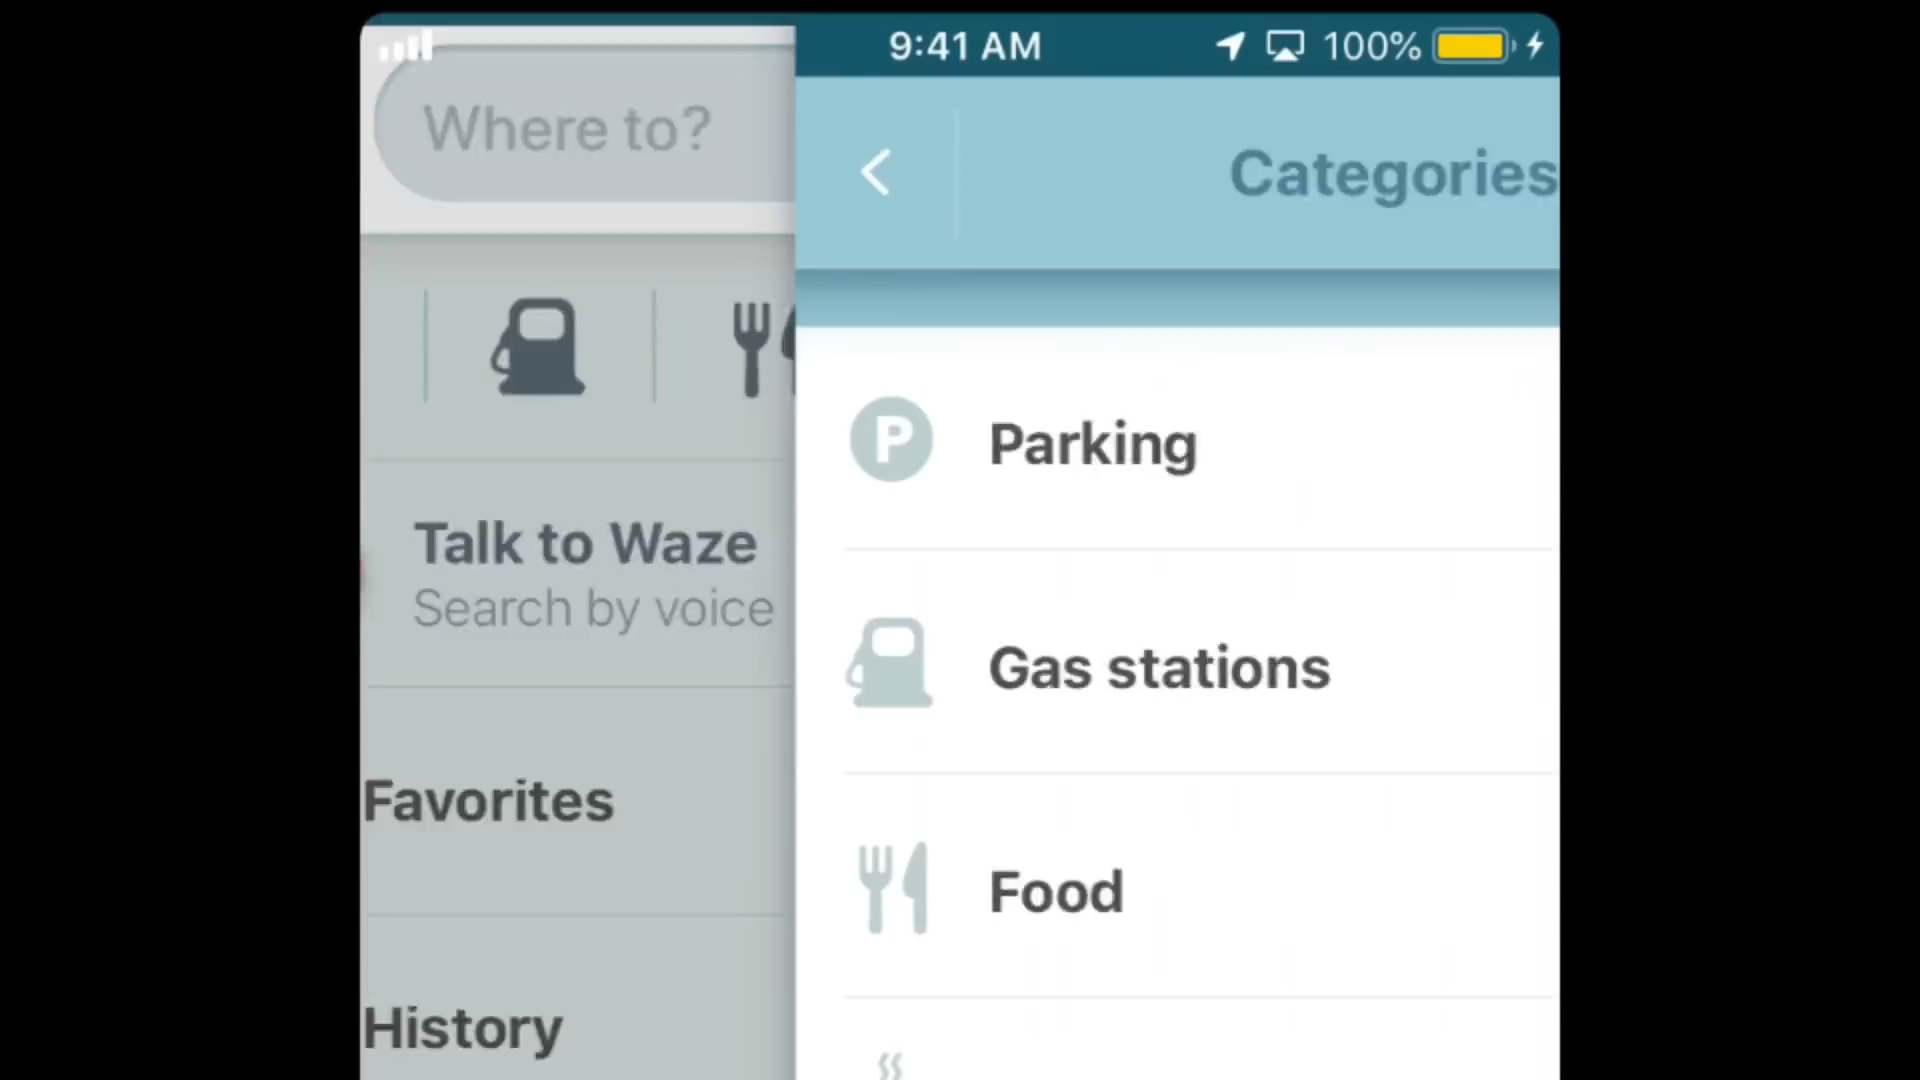 9:41 AM
100%
Where to?
Categories
Talk to Waze
Search by voice
Favorites
History
P
Parking
Gas stations
Food